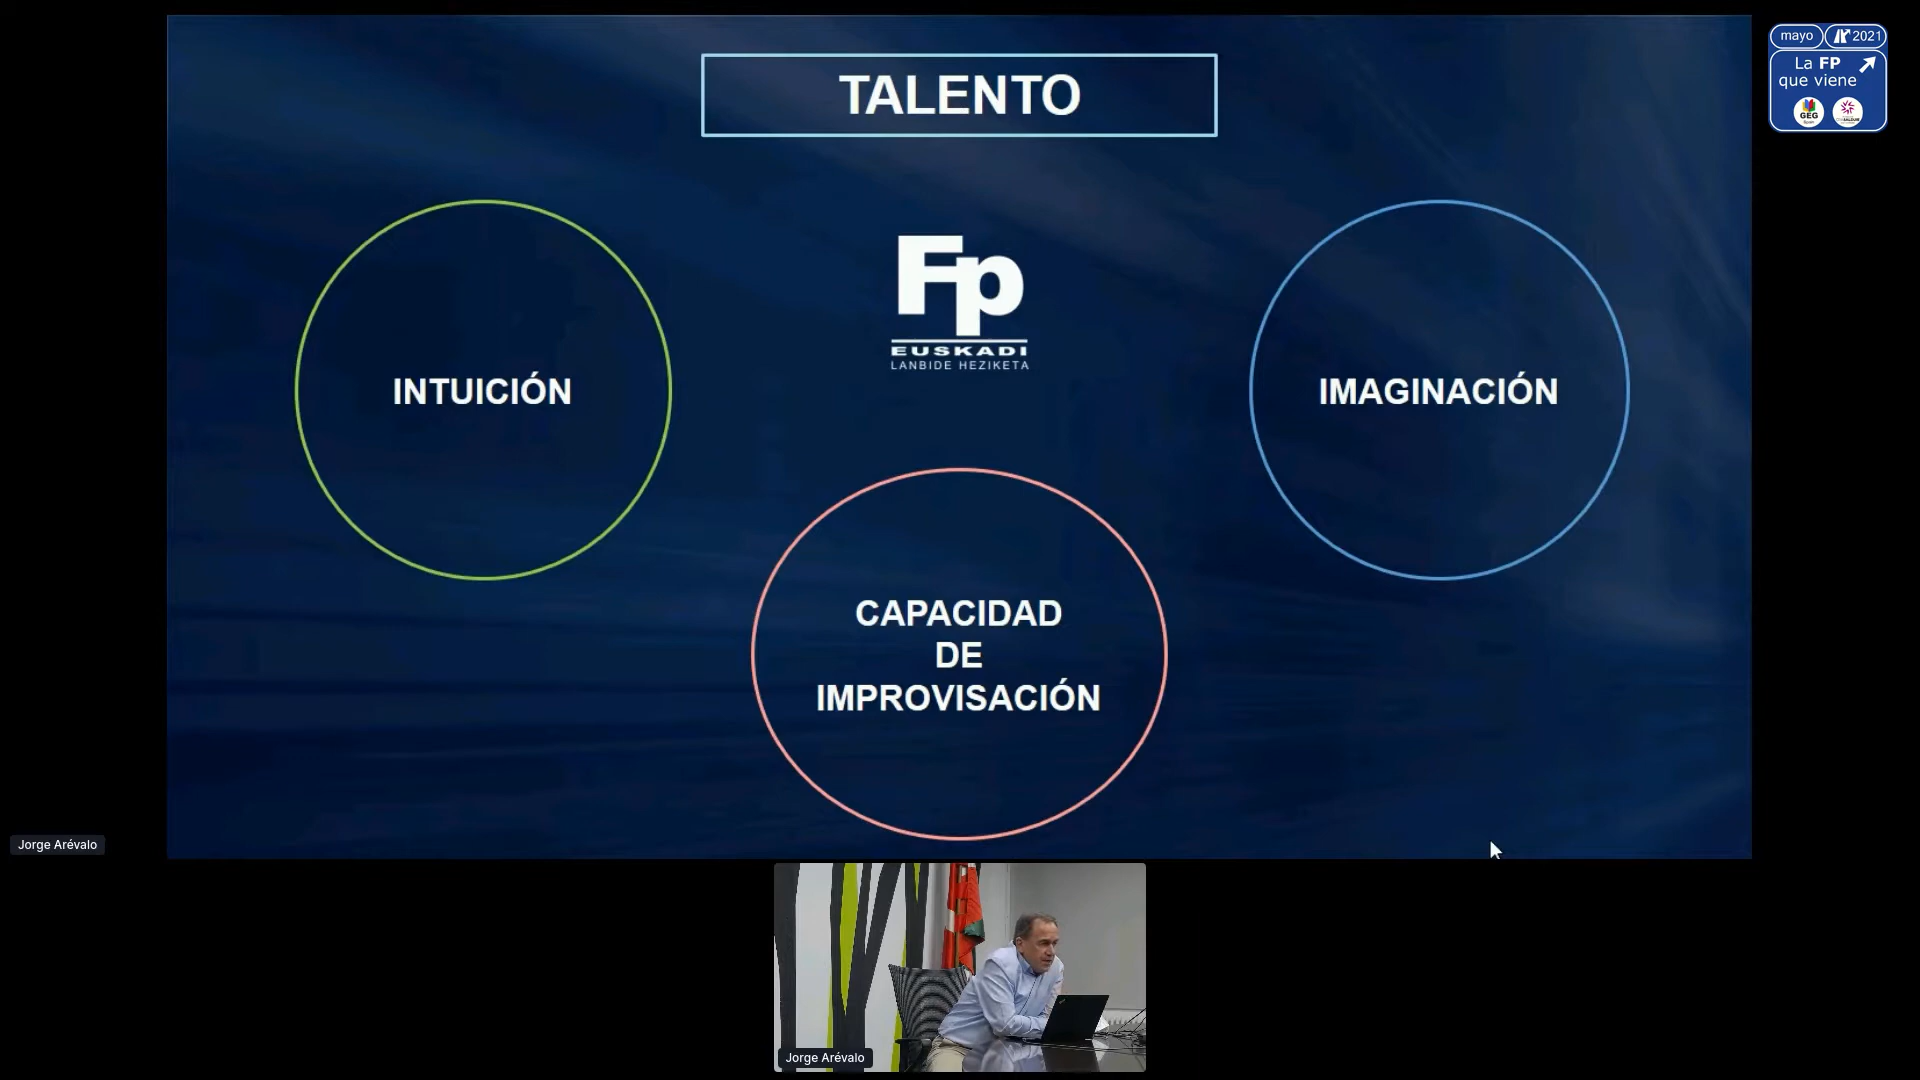 TALENTO
mayo
2021
La FP
que viene
GEG
Fp
EUSKADI
LANBIDE HEZIKETA
INTUICIÓN
IMAGINACIÓN
CAPACIDAD
DE
IMPROVISACIÓN
Jorge Arévalo
Jorge Arévalo